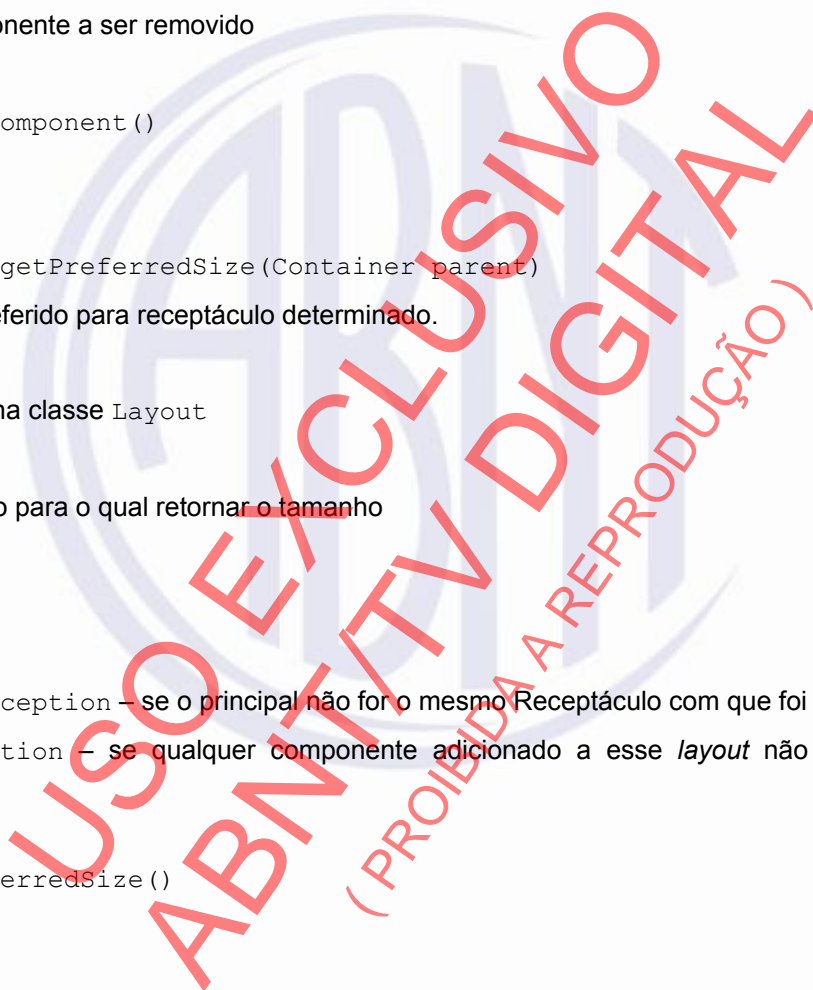 onente a ser removido
omponent()
getPreferredSize(Container parent)
eferido para receptáculo determinado.
na classe Layout
o para o qual retornar o tamanho
ception – se o principal não for o mesmo Receptáculo com que foi
tion – se qualquer componente adicionado a esse layout não
erredSize()
ABNT
USO EXCLUSIVO
ABNT/TV DIGITAL
( PROIBIDA A REPRODUÇÃO )